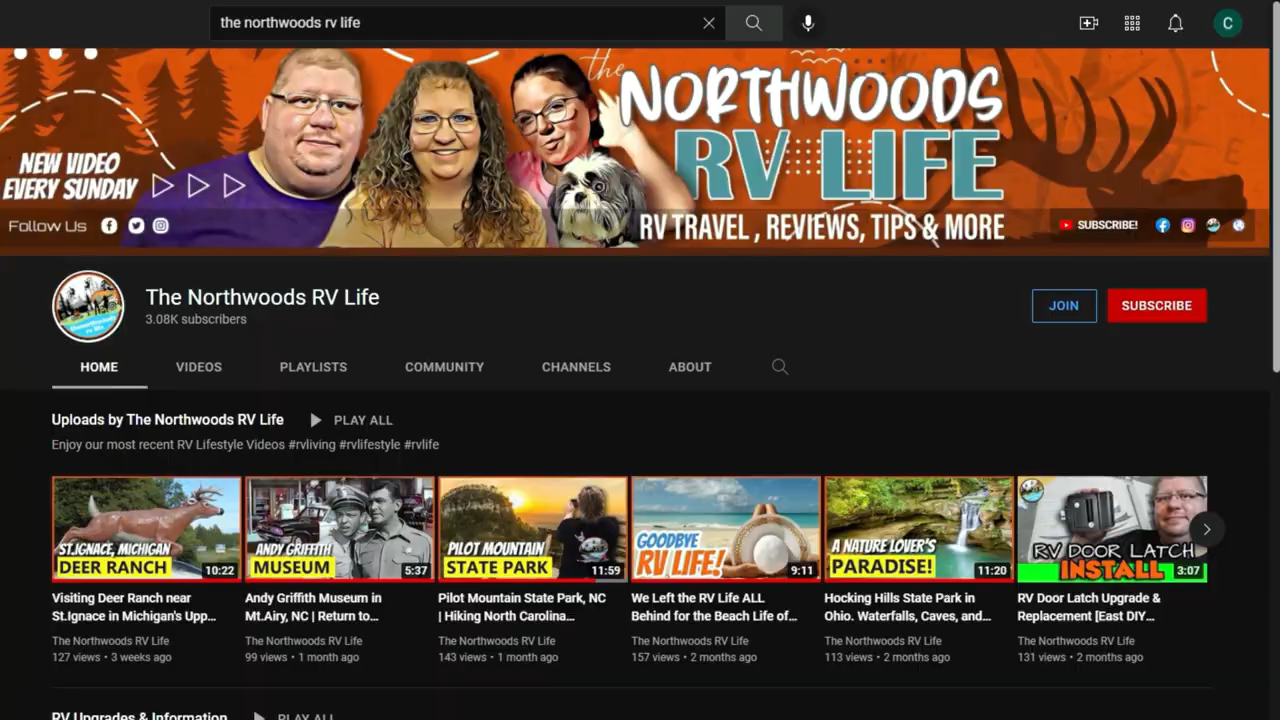 the northwoods rv life
C
the
NORTHWOODS
RV LIFE
NEW VIDEO
EVERY SUNDAY
Follow Us
RV TRAVEL , REVIEWS, TIPS & MORE
SUBSCRIBE!
The Northwoods RV Life
3.08K subscribers
JOIN
SUBSCRIBE
HOME
VIDEOS
PLAYLISTS
COMMUNITY
CHANNELS
ABOUT
Uploads by The Northwoods RV Life
PLAY ALL
Enjoy our most recent RV Lifestyle Videos #rvliving #rvlifestyle #rvlife
ST.IGNACE, MICHIGAN
DEER RANCH
10:22
Visiting Deer Ranch near
St.Ignace in Michigan's Upp...
The Northwoods RV Life
127 views • 3 weeks ago
ANDY GRIFFITH
MUSEUM
5:37
Andy Griffith Museum in
Mt.Airy, NC | Return to...
The Northwoods RV Life
99 views • 1 month ago
PILOT MOUNTAIN
STATE PARK
11:59
Pilot Mountain State Park, NC
| Hiking North Carolina...
The Northwoods RV Life
143 views • 1 month ago
GOODBYE
RV LIFE!
9:11
We Left the RV Life ALL
Behind for the Beach Life of...
The Northwoods RV Life
157 views • 2 months ago
A NATURE LOVER'S
PARADISE!
11:20
Hocking Hills State Park in
Ohio. Waterfalls, Caves, and...
The Northwoods RV Life
113 views • 2 months ago
RV DOOR LATCH
INSTALL
3:07
RV Door Latch Upgrade &
Replacement [East DIY...
The Northwoods RV Life
131 views • 2 months ago
RV Upgrades & Information
PLAY ALL